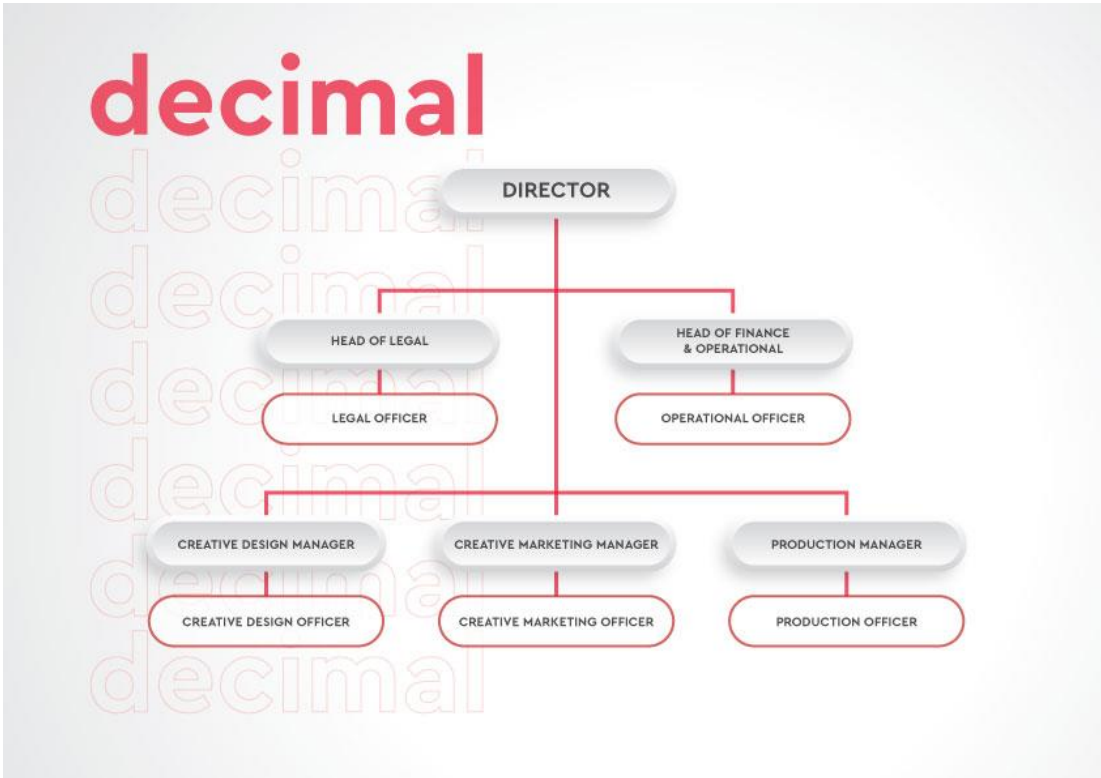 decimal
decimal
decimal
decimal
decimal
decimal
decimal
DIRECTOR
HEAD OF LEGAL
HEAD OF FINANCE
& OPERATIONAL
LEGAL OFFICER
OPERATIONAL OFFICER
CREATIVE DESIGN MANAGER
CREATIVE MARKETING MANAGER
PRODUCTION MANAGER
CREATIVE DESIGN OFFICER
CREATIVE MARKETING OFFICER
PRODUCTION OFFICER